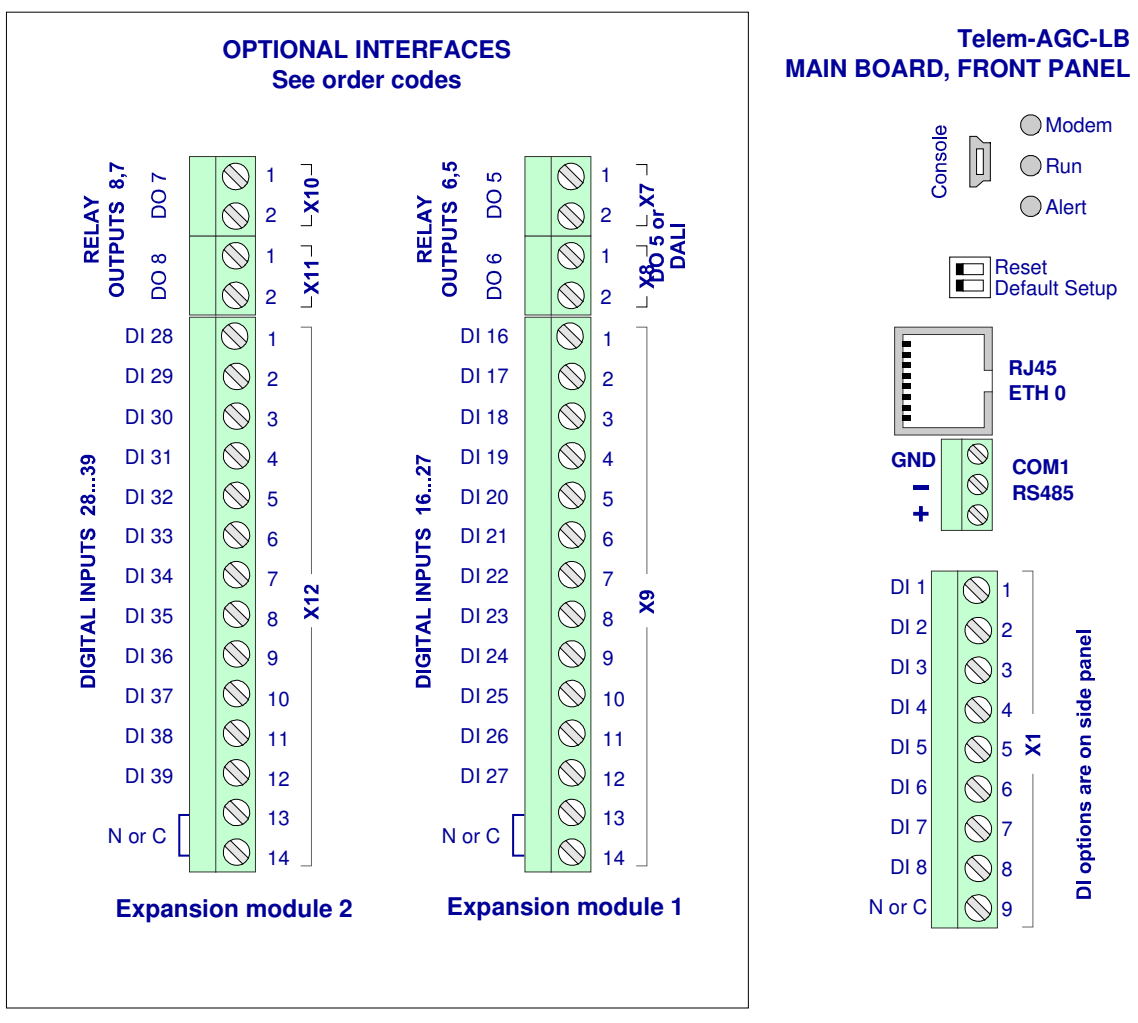 OPTIONAL INTERFACES
See order codes
RELAY
OUTPUTS 8,7
DO 7
1
2
X10
DO 8
1
2
X11
DIGITAL INPUTS 28...39
DI 28
1
DI 29
2
DI 30
3
DI 31
4
DI 32
5
DI 33
6
DI 34
7
DI 35
8
DI 36
9
DI 37
10
DI 38
11
DI 39
12
13
N or C
14
X12
Expansion module 2
RELAY
OUTPUTS 6,5
DO 5
1
2
X7
DO 6
1
2
X8
DO 5 or
DALI
DIGITAL INPUTS 16...27
DI 16
1
DI 17
2
DI 18
3
DI 19
4
DI 20
5
DI 21
6
DI 22
7
DI 23
8
DI 24
9
DI 25
10
DI 26
11
DI 27
12
13
N or C
14
X9
Expansion module 1
Telem-AGC-LB
MAIN BOARD, FRONT PANEL
Console
Modem
Run
Alert
Reset
Default Setup
RJ45
ETH 0
GND
–
+
COM1
RS485
DI 1
1
DI 2
2
DI 3
3
DI 4
4
DI 5
5
DI 6
6
DI 7
7
DI 8
8
N or C
9
X1
DI options are on side panel